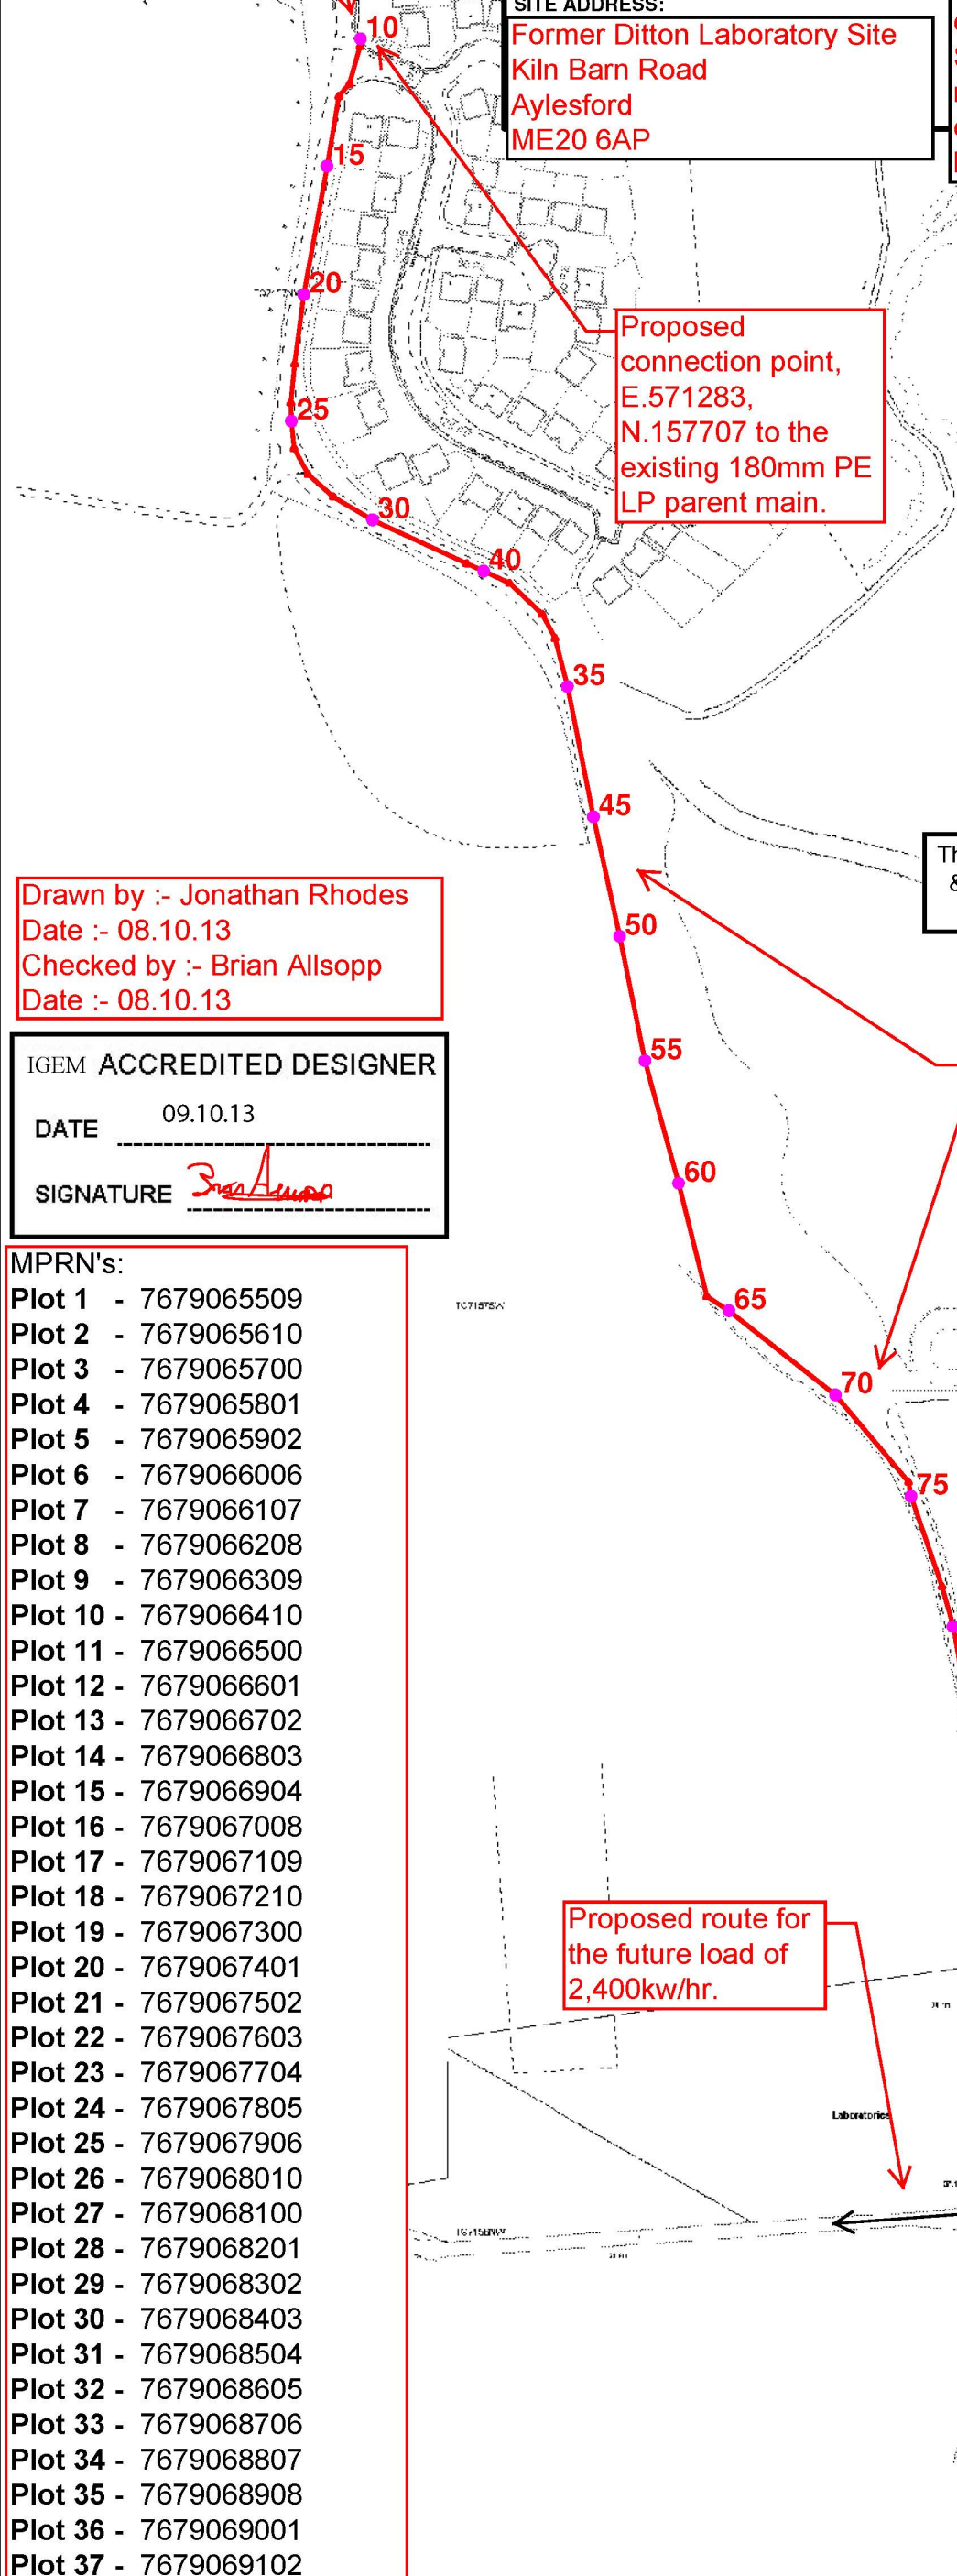 SITE ADDRESS:
Former Ditton Laboratory Site
Kiln Barn Road
Aylesford
ME20 6AP
10
15
20
25
30
40
35
45
50
55
60
65
70
75
Proposed
connection point,
E.571283,
N.157707 to the
existing 180mm PE
LP parent main.
Drawn by :- Jonathan Rhodes
Date :- 08.10.13
Checked by :- Brian Allsopp
Date :- 08.10.13
IGEM ACCREDITED DESIGNER
DATE 09.10.13
SIGNATURE
MPRN's:
Plot 1 - 7679065509
Plot 2 - 7679065610
Plot 3 - 7679065700
Plot 4 - 7679065801
Plot 5 - 7679065902
Plot 6 - 7679066006
Plot 7 - 7679066107
Plot 8 - 7679066208
Plot 9 - 7679066309
Plot 10 - 7679066410
Plot 11 - 7679066500
Plot 12 - 7679066601
Plot 13 - 7679066702
Plot 14 - 7679066803
Plot 15 - 7679066904
Plot 16 - 7679067008
Plot 17 - 7679067109
Plot 18 - 7679067210
Plot 19 - 7679067300
Plot 20 - 7679067401
Plot 21 - 7679067502
Plot 22 - 7679067603
Plot 23 - 7679067704
Plot 24 - 7679067805
Plot 25 - 7679067906
Plot 26 - 7679068010
Plot 27 - 7679068100
Plot 28 - 7679068201
Plot 29 - 7679068302
Plot 30 - 7679068403
Plot 31 - 7679068504
Plot 32 - 7679068605
Plot 33 - 7679068706
Plot 34 - 7679068807
Plot 35 - 7679068908
Plot 36 - 7679069001
Plot 37 - 7679069102
Proposed route for
the future load of
2,400kw/hr.
Laboratories